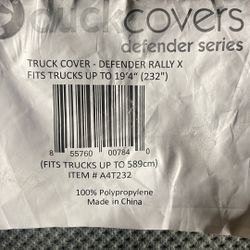 duckcovers
defender series
TRUCK COVER - DEFENDER RALLY X
FITS TRUCKS UP TO 19'4" (232")
8 55760 00784 0
(FITS TRUCKS UP TO 589cm)
ITEM # A4T232
100% Polypropylene
Made in China